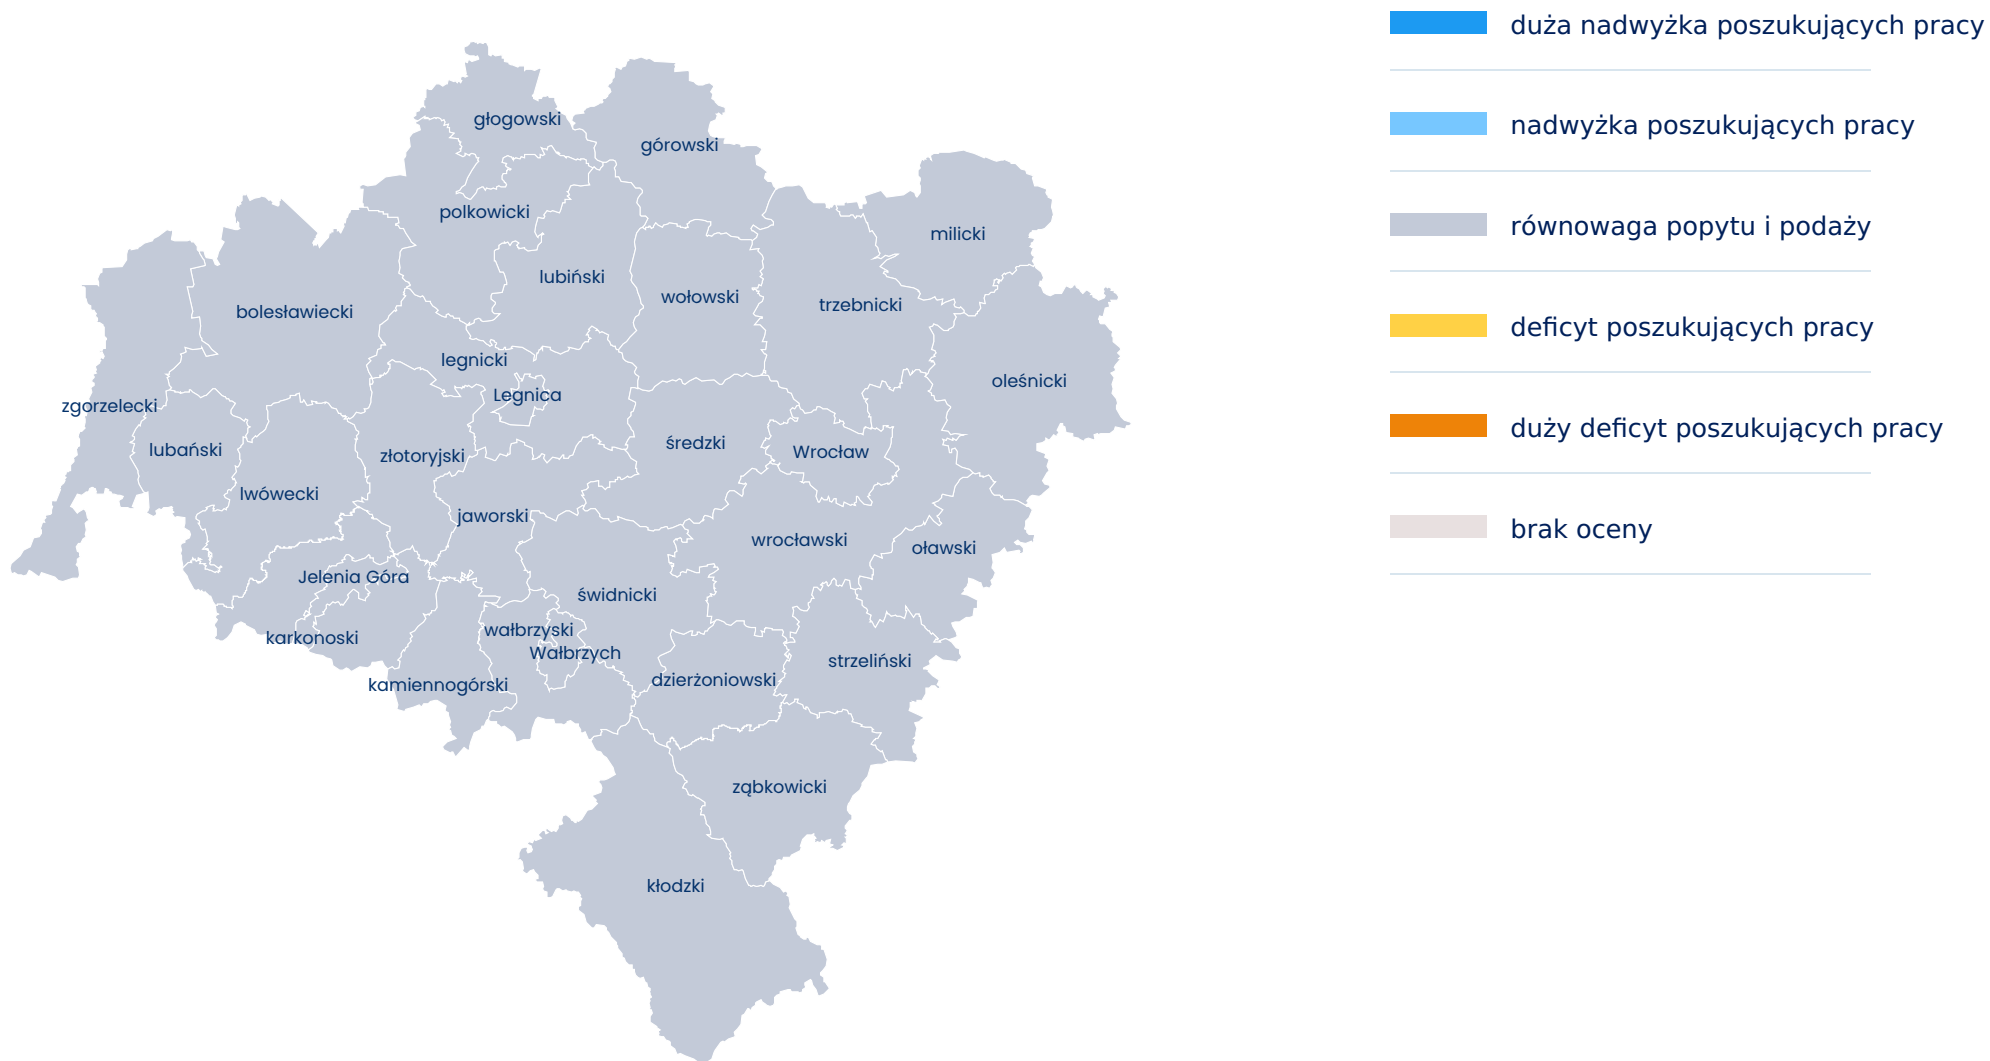 duża nadwyżka poszukujących pracy
nadwyżka poszukujących pracy
równowaga popytu i podaży
deficyt poszukujących pracy
duży deficyt poszukujących pracy
brak oceny
głogowski
górowski
polkowicki
milicki
lubiński
wołowski
trzebnicki
bolesławiecki
legnicki
oleśnicki
Legnica
zgorzelecki
lubański
średzki
Wrocław
złotoryjski
lwówecki
jaworski
wrocławski
oławski
Jelenia Góra
świdnicki
wałbrzyski
karkonoski
Wałbrzych
strzeliński
dzierżoniowski
kamiennogórski
ząbkowicki
kłodzki